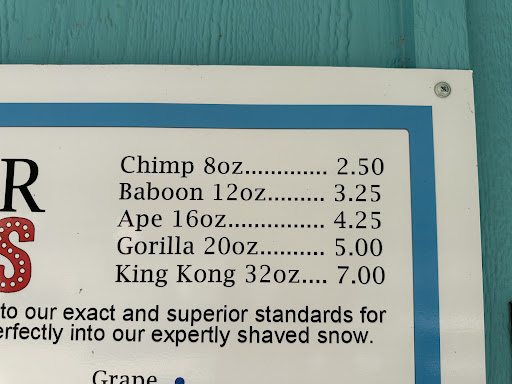 R
S
Chimp 8oz............. 2.50
Baboon 12oz......... 3.25
Ape 16oz............... 4.25
Gorilla 20oz.......... 5.00
King Kong 32oz.... 7.00
to our exact and superior standards for
erfectly into our expertly shaved snow.
Grape